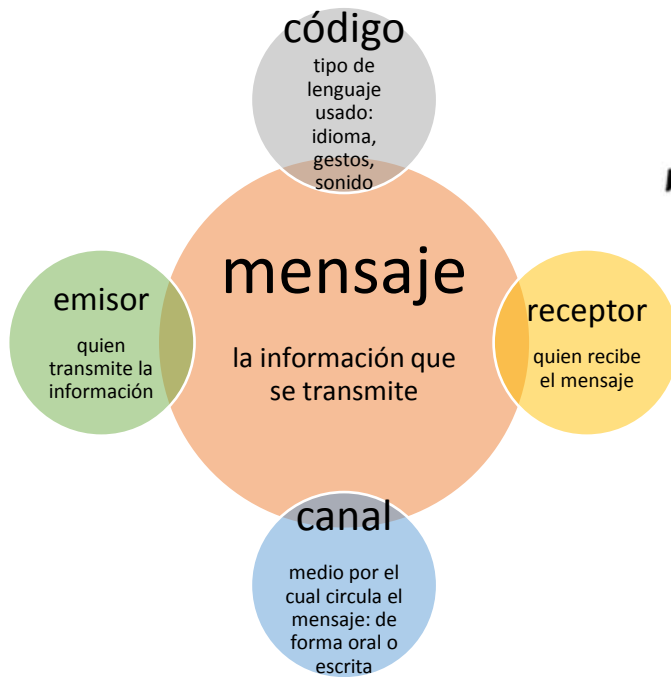 código
tipo de
lenguaje
usado:
idioma,
gestos,
sonido
mensaje
la información que
se transmite
emisor
quien
transmite la
información
receptor
quien recibe
el mensaje
canal
medio por el
cual circula el
mensaje: de
forma oral o
escrita